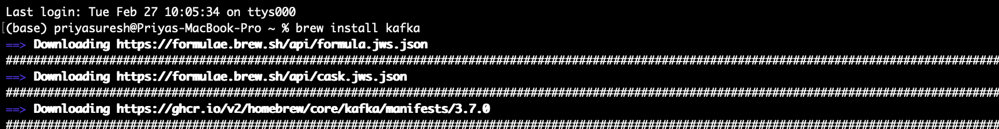 Last login: Tue Feb 27 10:05:34 on ttys000
[(base) priyasuresh@Priyas-MacBook-Pro ~ % brew install kafka
==> Downloading https://formulae.brew.sh/api/formula.jws.json
################################################################################################################################################
==> Downloading https://formulae.brew.sh/api/cask.jws.json
################################################################################################################################################
==> Downloading https://ghcr.io/v2/homebrew/core/kafka/manifests/3.7.0
################################################################################################################################################